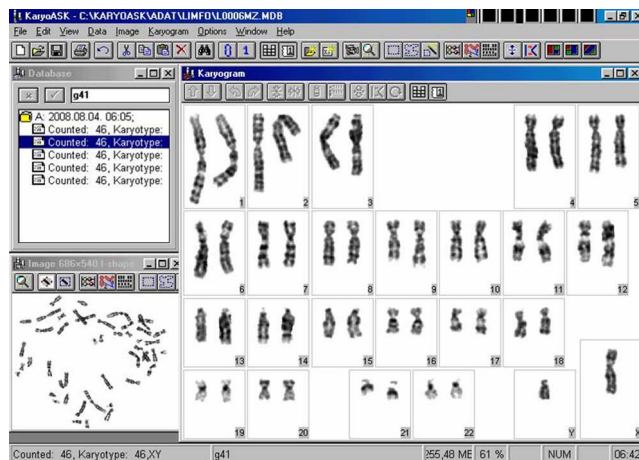 KaryoASK - C:\KARYOASK\ADAT\LIMFO\L0006MZ.MDB
File Edit View Data Image Karyogram Options Window Help
Database
g41
A: 2008.08.04. 06:05;
Counted: 46, Karyotype:
Counted: 46, Karyotype:
Counted: 46, Karyotype:
Counted: 46, Karyotype:
Counted: 46, Karyotype:
Image 686×540 I-shape
Karyogram
1 2 3 4 5
6 7 8 9 10 11 12
13 14 15 16 17 18
19 20 21 22 Y X
Counted: 46, Karyotype: 46,XY g41 255,48 ME 61 % NUM 06:42